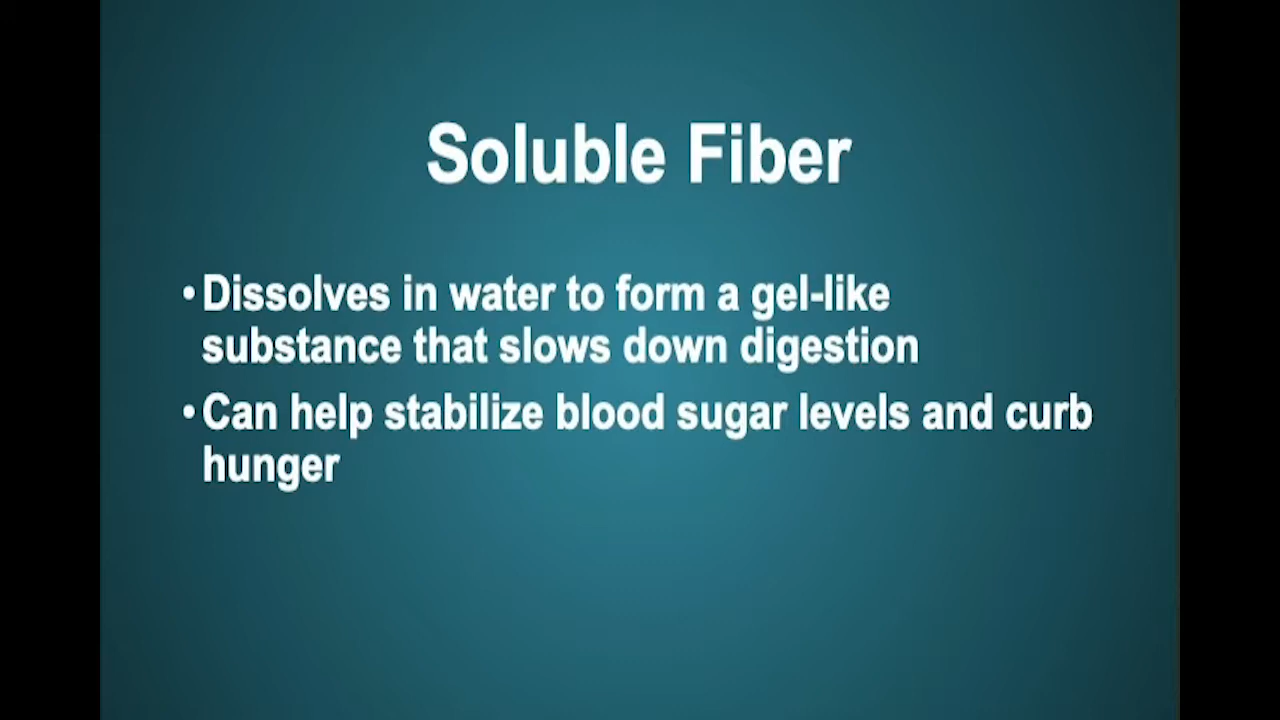 Soluble Fiber
•Dissolves in water to form a gel-like
substance that slows down digestion
•Can help stabilize blood sugar levels and curb
hunger